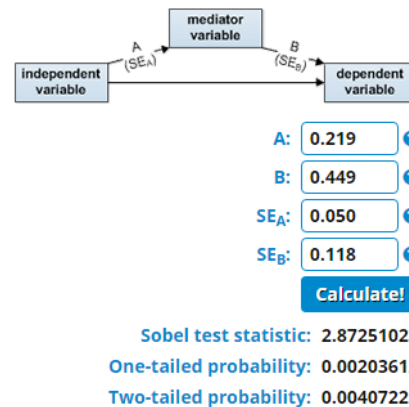 mediator
variable
A
(SEA)
B
(SEB)
independent
variable
dependent
variable
A: 0.219
B: 0.449
SEA: 0.050
SEB: 0.118
Calculate!
Sobel test statistic: 2.8725102
One-tailed probability: 0.0020361
Two-tailed probability: 0.0040722